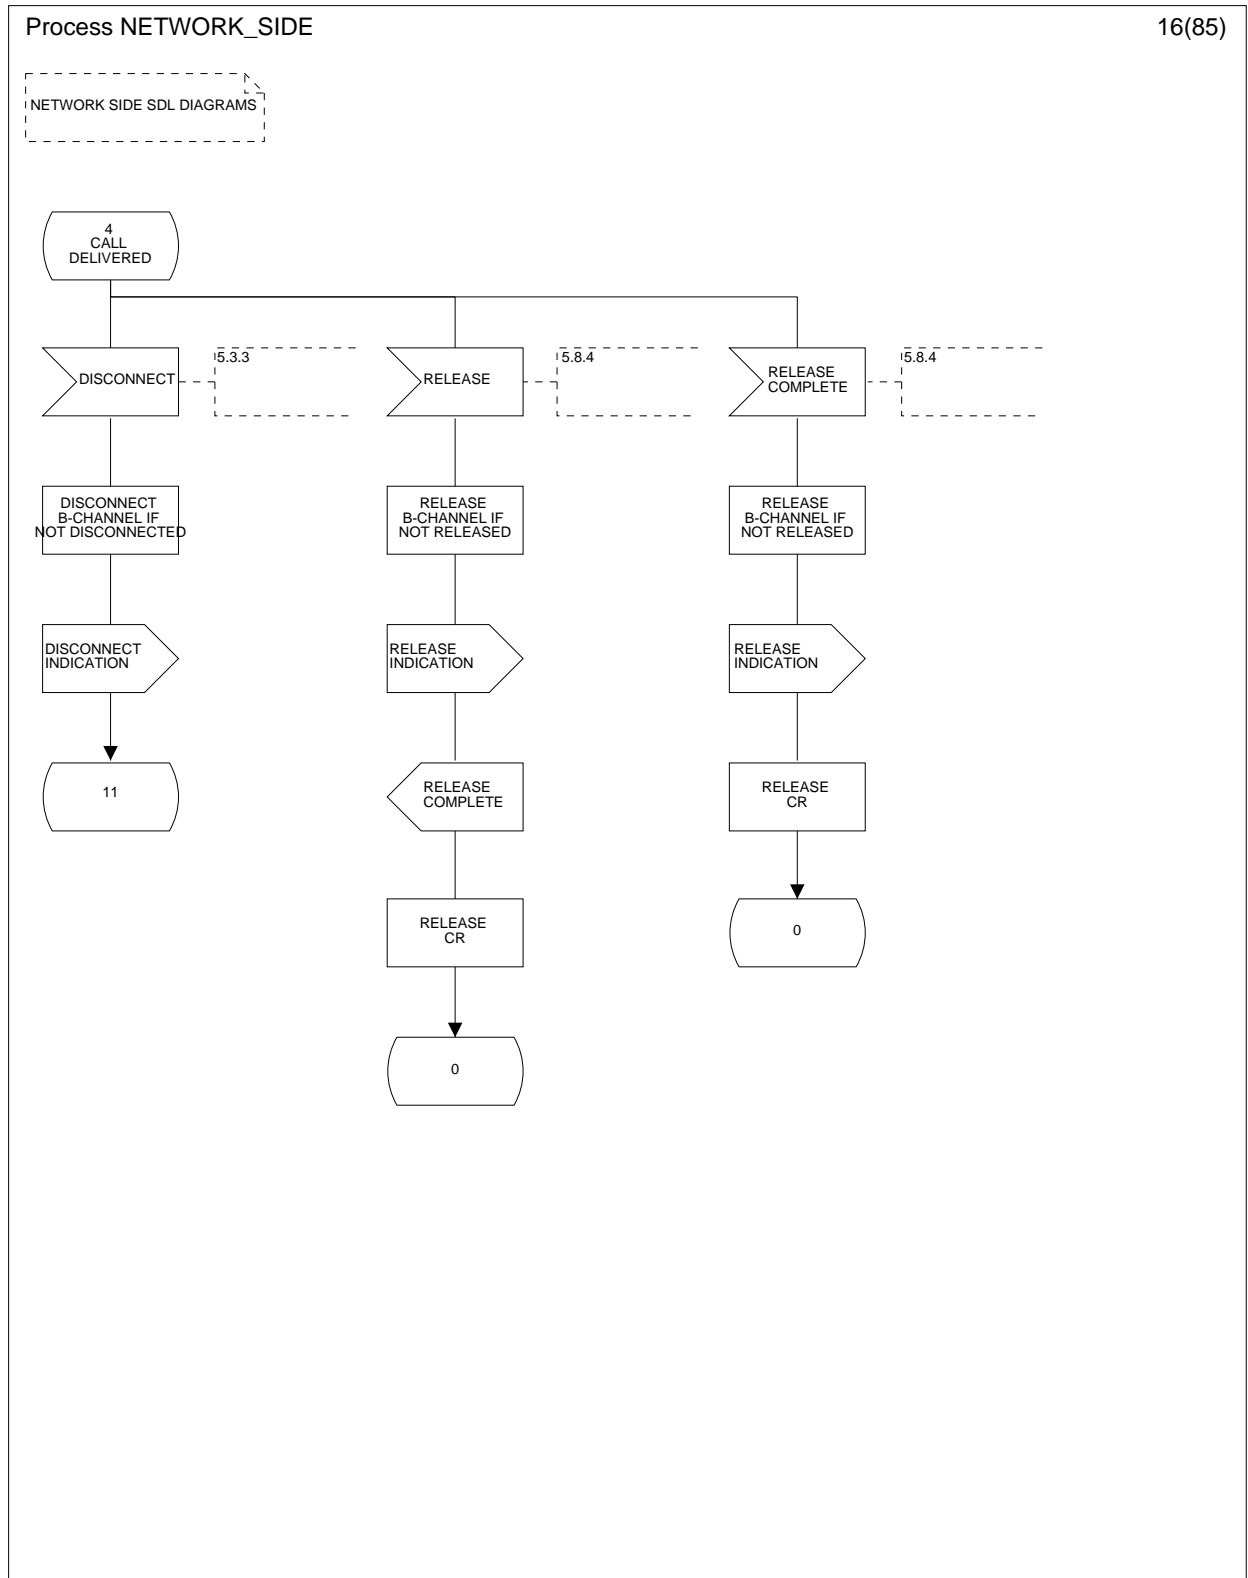 Process NETWORK_SIDE
16(85)
NETWORK SIDE SDL DIAGRAMS
4
CALL
DELIVERED
DISCONNECT
5.3.3
RELEASE
5.8.4
RELEASE
COMPLETE
5.8.4
DISCONNECT
B-CHANNEL IF
NOT DISCONNECTED
RELEASE
B-CHANNEL IF
NOT RELEASED
RELEASE
B-CHANNEL IF
NOT RELEASED
DISCONNECT
INDICATION
RELEASE
INDICATION
RELEASE
INDICATION
11
RELEASE
COMPLETE
RELEASE
CR
RELEASE
CR
0
0